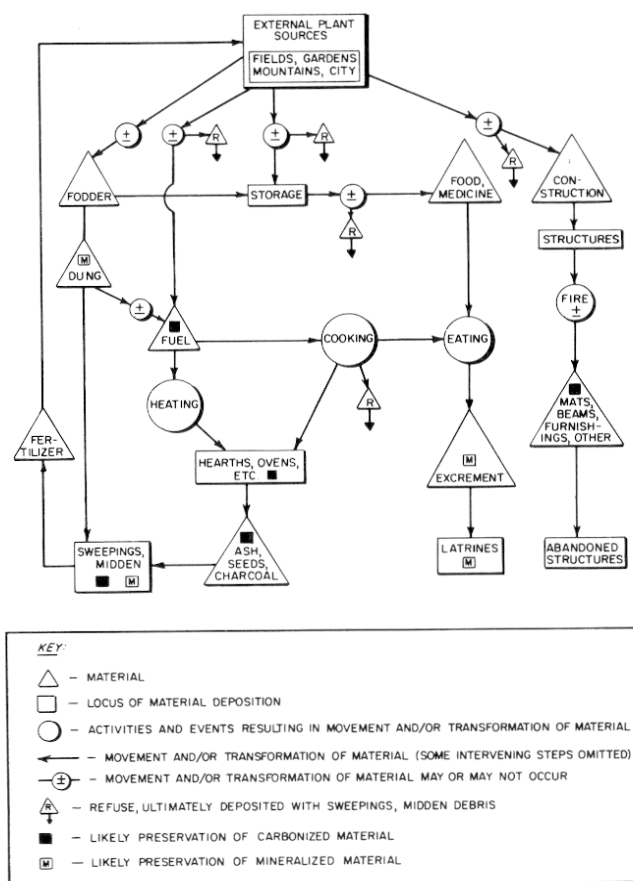 EXTERNAL PLANT
SOURCES
FIELDS, GARDENS
MOUNTAINS, CITY
±
±
R
±
R
±
R
FODDER
STORAGE
±
R
FOOD,
MEDICINE
CON-
STRUCTION
STRUCTURES
M
DUNG
±
FUEL
COOKING
EATING
FIRE
±
HEATING
R
MATS,
BEAMS,
FURNISH-
INGS, OTHER
FER-
TILIZER
HEARTHS, OVENS,
ETC.
M
EXCREMENT
SWEEPINGS,
MIDDEN
M
ASH,
SEEDS,
CHARCOAL
LATRINES
M
ABANDONED
STRUCTURES
KEY:
— MATERIAL
— LOCUS OF MATERIAL DEPOSITION
— ACTIVITIES AND EVENTS RESULTING IN MOVEMENT AND/OR TRANSFORMATION OF MATERIAL
— MOVEMENT AND/OR TRANSFORMATION OF MATERIAL (SOME INTERVENING STEPS OMITTED)
± — MOVEMENT AND/OR TRANSFORMATION OF MATERIAL MAY OR MAY NOT OCCUR
R — REFUSE, ULTIMATELY DEPOSITED WITH SWEEPINGS, MIDDEN DEBRIS
— LIKELY PRESERVATION OF CARBONIZED MATERIAL
M — LIKELY PRESERVATION OF MINERALIZED MATERIAL